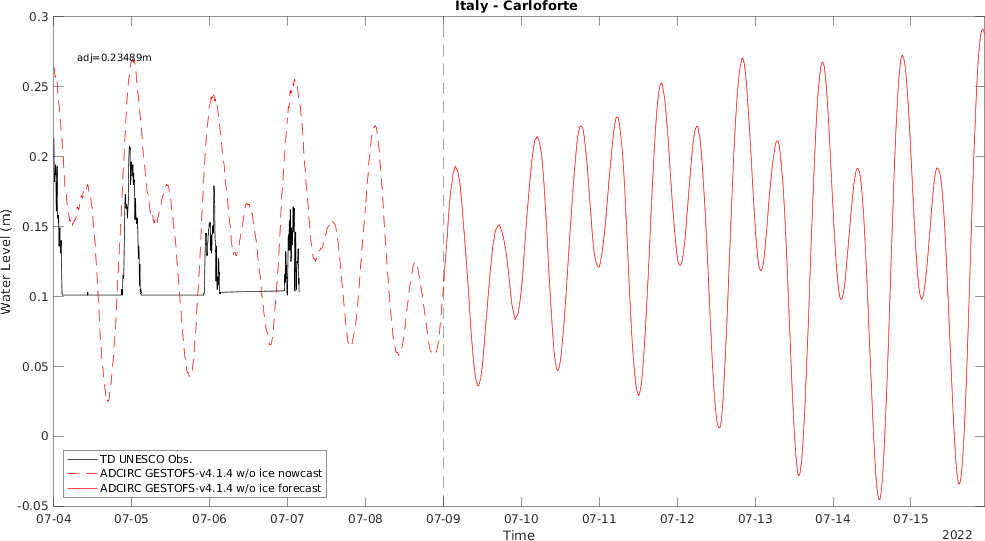 Italy - Carloforte
adj=0.23489m
Water Level (m)
0.3
0.25
0.2
0.15
0.1
0.05
0
-0.05
TD UNESCO Obs.
ADCIRC GESTOFS-v4.1.4 w/o ice nowcast
ADCIRC GESTOFS-v4.1.4 w/o ice forecast
07-04 07-05 07-06 07-07 07-08 07-09 07-10 07-11 07-12 07-13 07-14 07-15
Time
2022